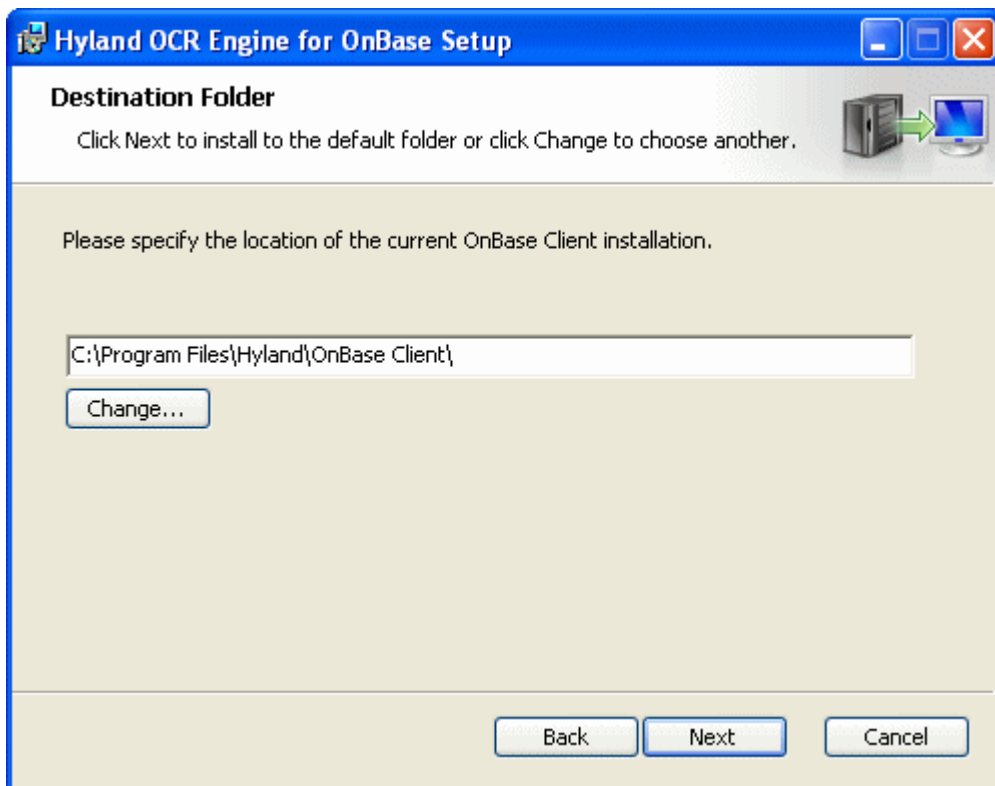 Hyland OCR Engine for OnBase Setup
Destination Folder
Click Next to install to the default folder or click Change to choose another.
Please specify the location of the current OnBase Client installation.
C:\Program Files\Hyland\OnBase Client\
Change...
Back Next Cancel